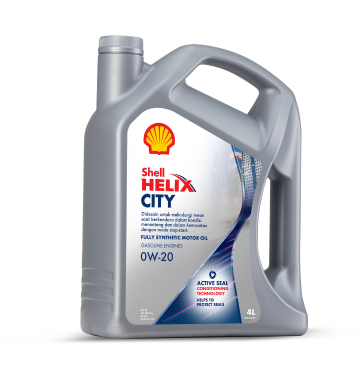 Shell
HELIX
CITY
Didesain untuk melindungi mesin
saat berkendara dalam kondisi
menantang dan dalam kemacetan
dengan mode stop-start.
FULLY SYNTHETIC MOTOR OIL
GASOLINE ENGINES
0W-20
ACTIVE SEAL
CONDITIONING
TECHNOLOGY
HELPS TO
PROTECT SEALS
4L